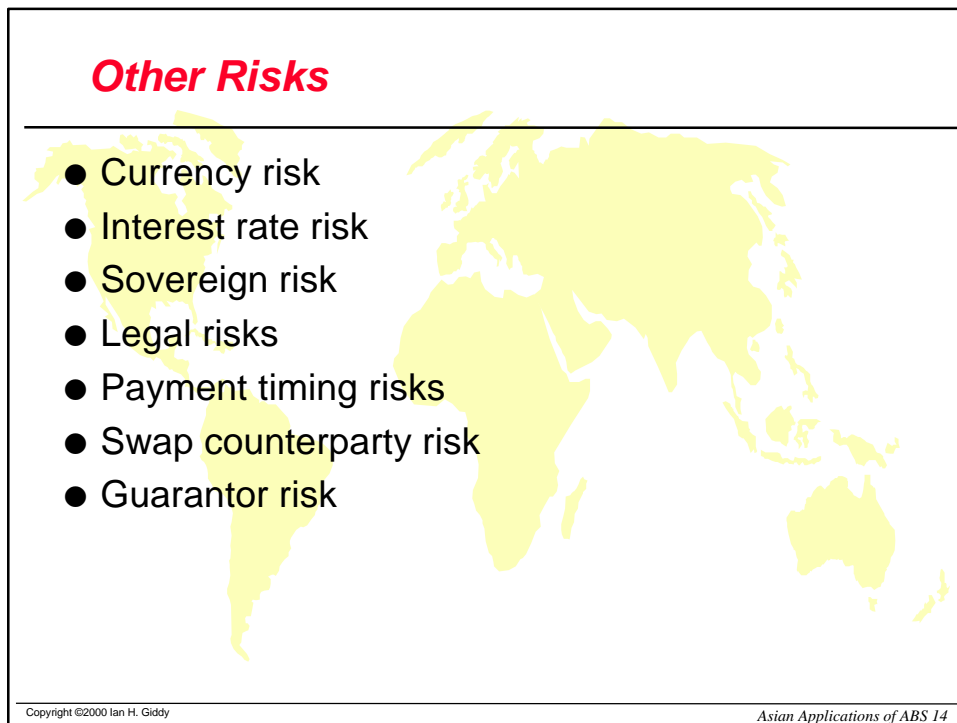 Other Risks
● Currency risk
● Interest rate risk
● Sovereign risk
● Legal risks
● Payment timing risks
● Swap counterparty risk
● Guarantor risk
Copyright ©2000 Ian H. Giddy
Asian Applications of ABS 14